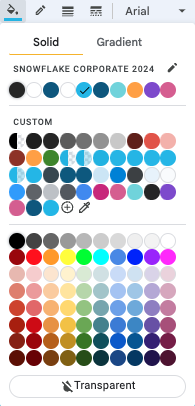 Arial
Solid Gradient
SNOWFLAKE CORPORATE 2024
CUSTOM
Transparent